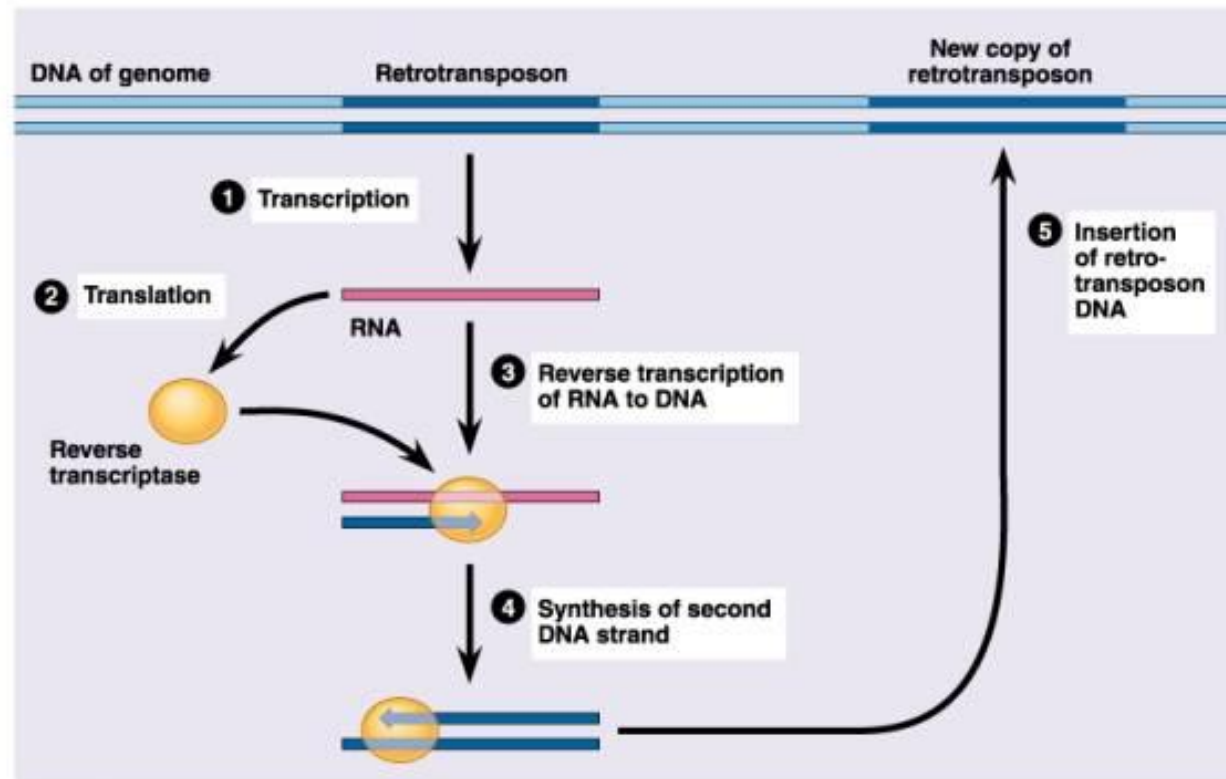 DNA of genome
Retrotransposon
New copy of
retrotransposon
1 Transcription
2 Translation
RNA
5 Insertion
of retro-
transposon
DNA
3 Reverse transcription
of RNA to DNA
Reverse
transcriptase
4 Synthesis of second
DNA strand